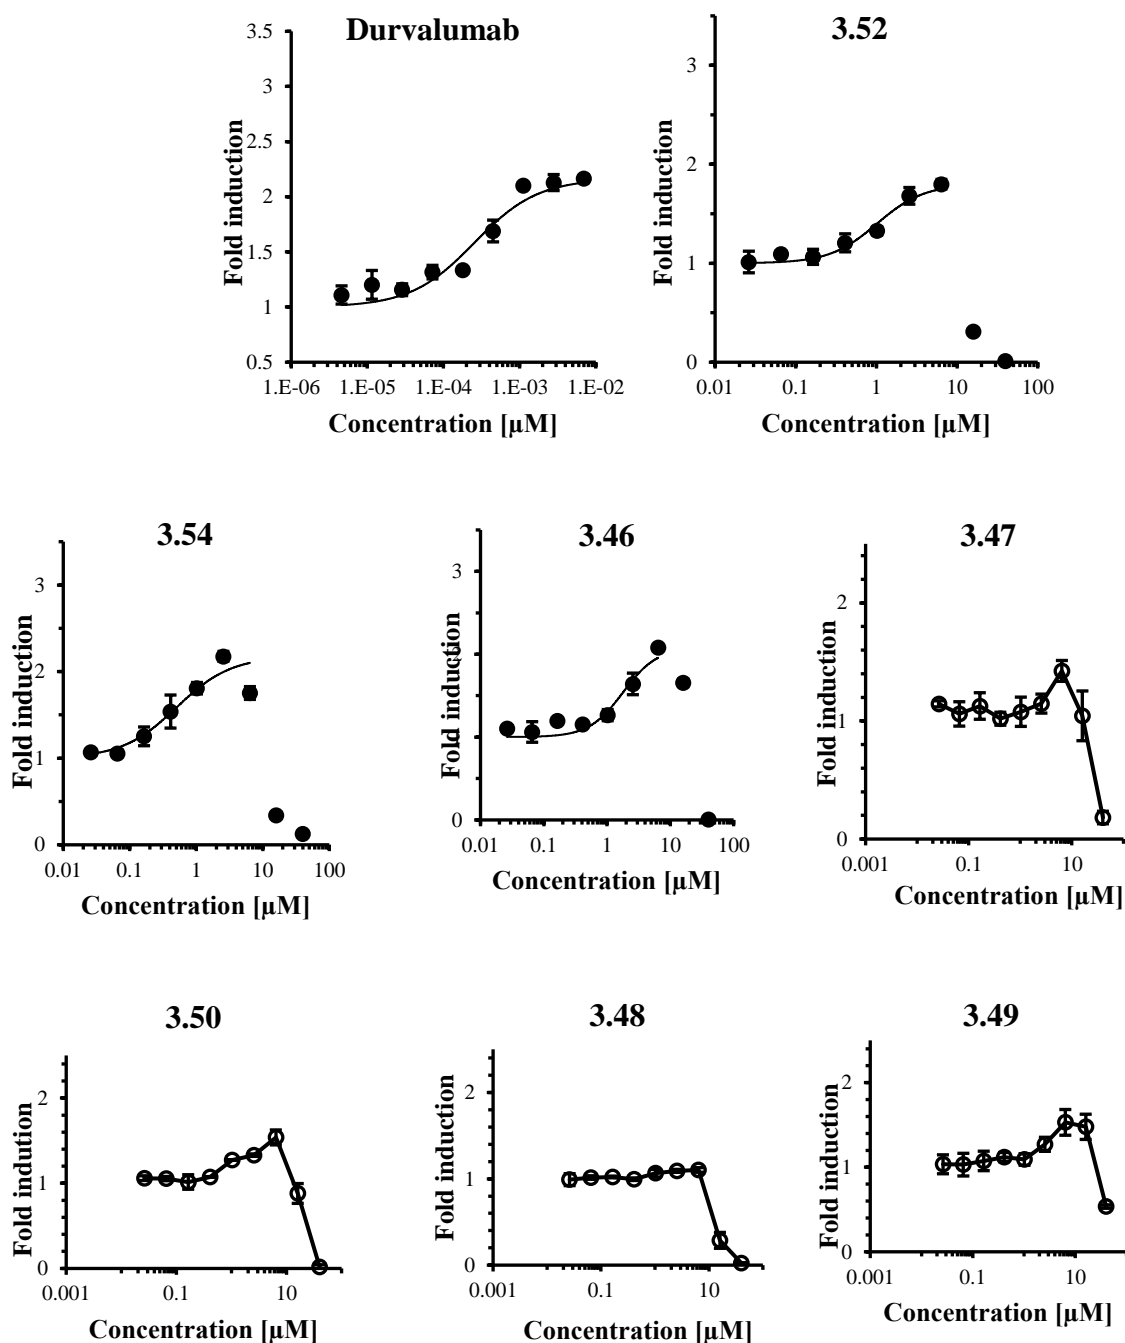 Durvalumab
3.5
3
2.5
2
1.5
1
0.5
Fold induction
1.E-06 1.E-05 1.E-04 1.E-03 1.E-02
Concentration [µM]
3.52
3
2
1
0
Fold induction
0.01 0.1 1 10 100
Concentration [µM]
3.54
3
2
1
0
Fold induction
0.01 0.1 1 10 100
Concentration [µM]
3.46
3
0
Fold induction
0.01 0.1 1 10 100
Concentration [µM]
3.47
2
1
0
Fold induction
0.001 0.1 10
Concentration [µM]
3.50
2
1
0
Fold indution
0.001 0.1 10
Concentration [µM]
3.48
2
1
0
Fold induction
0.001 0.1 10
Concentration [µM]
3.49
2
1
0
Fold induction
0.001 0.1 10
Concentration [µM]